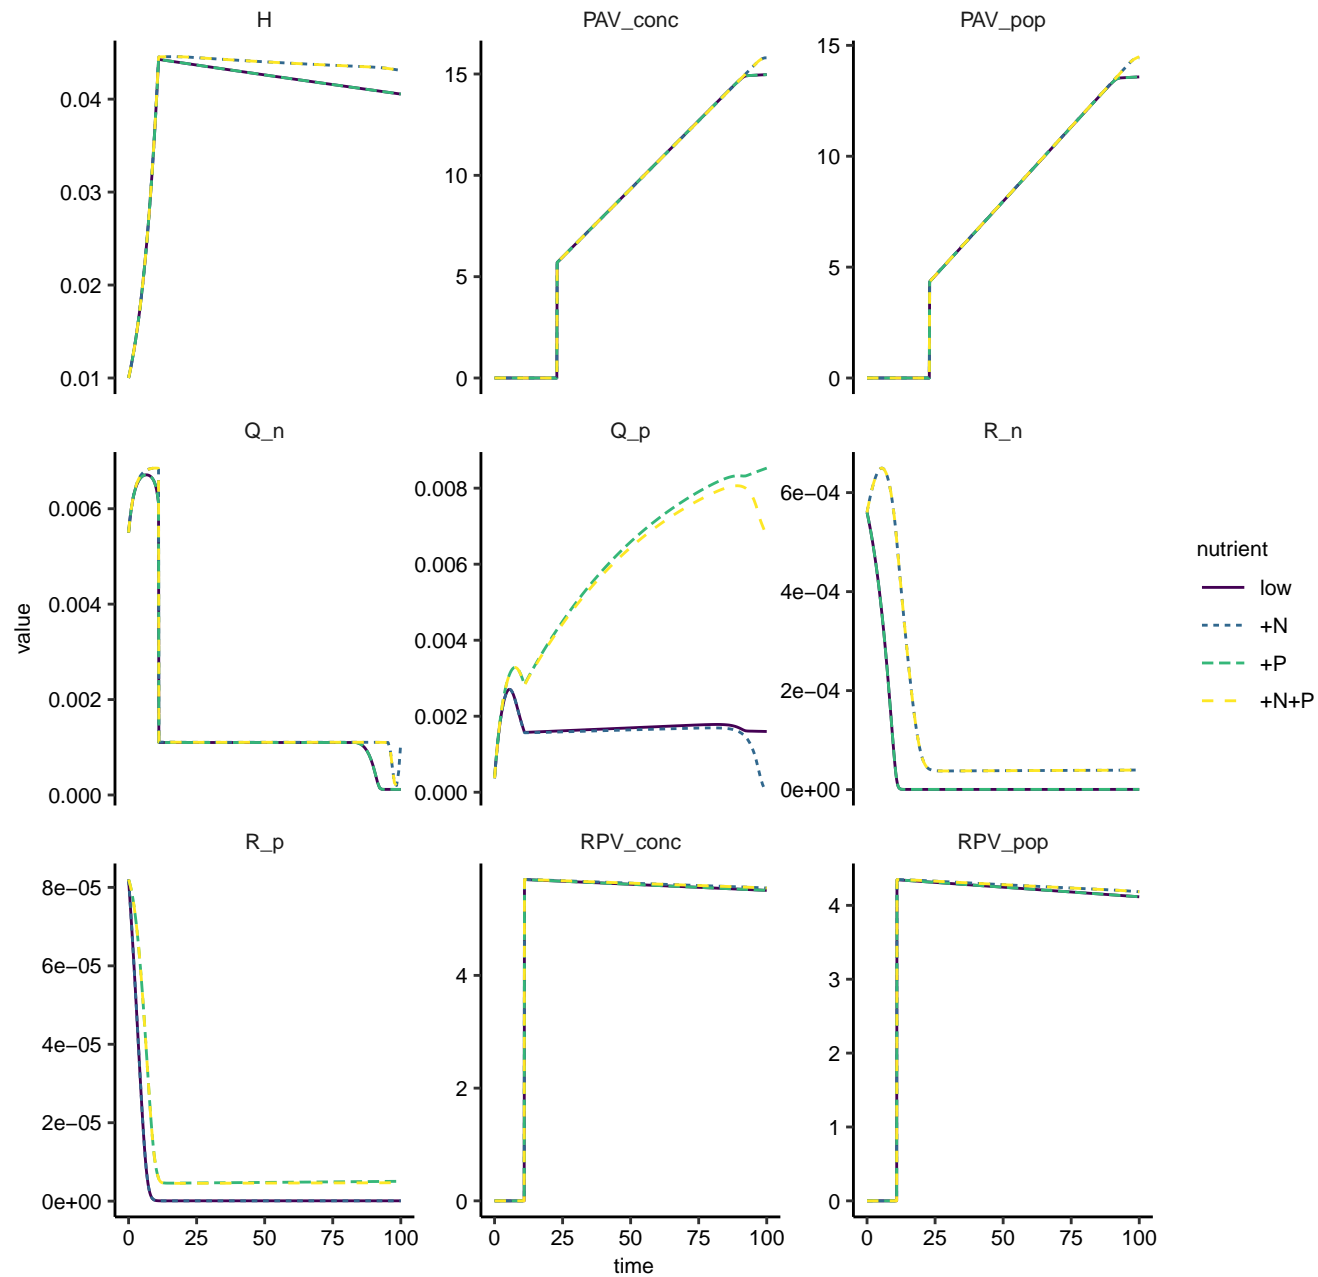 H
PAV_conc
PAV_pop
0.04
0.03
0.02
0.01
15
10
5
0
15
10
5
0
Q_n
Q_p
R_n
0.006
0.004
0.002
0.000
0.008
0.006
0.004
0.002
0.000
6e−04
4e−04
2e−04
0e+00
value
nutrient
low
+N
+P
+N+P
R_p
RPV_conc
RPV_pop
8e−05
6e−05
4e−05
2e−05
0e+00
4
2
0
4
3
2
1
0
0 25 50 75 100
0 25 50 75 100
0 25 50 75 100
time